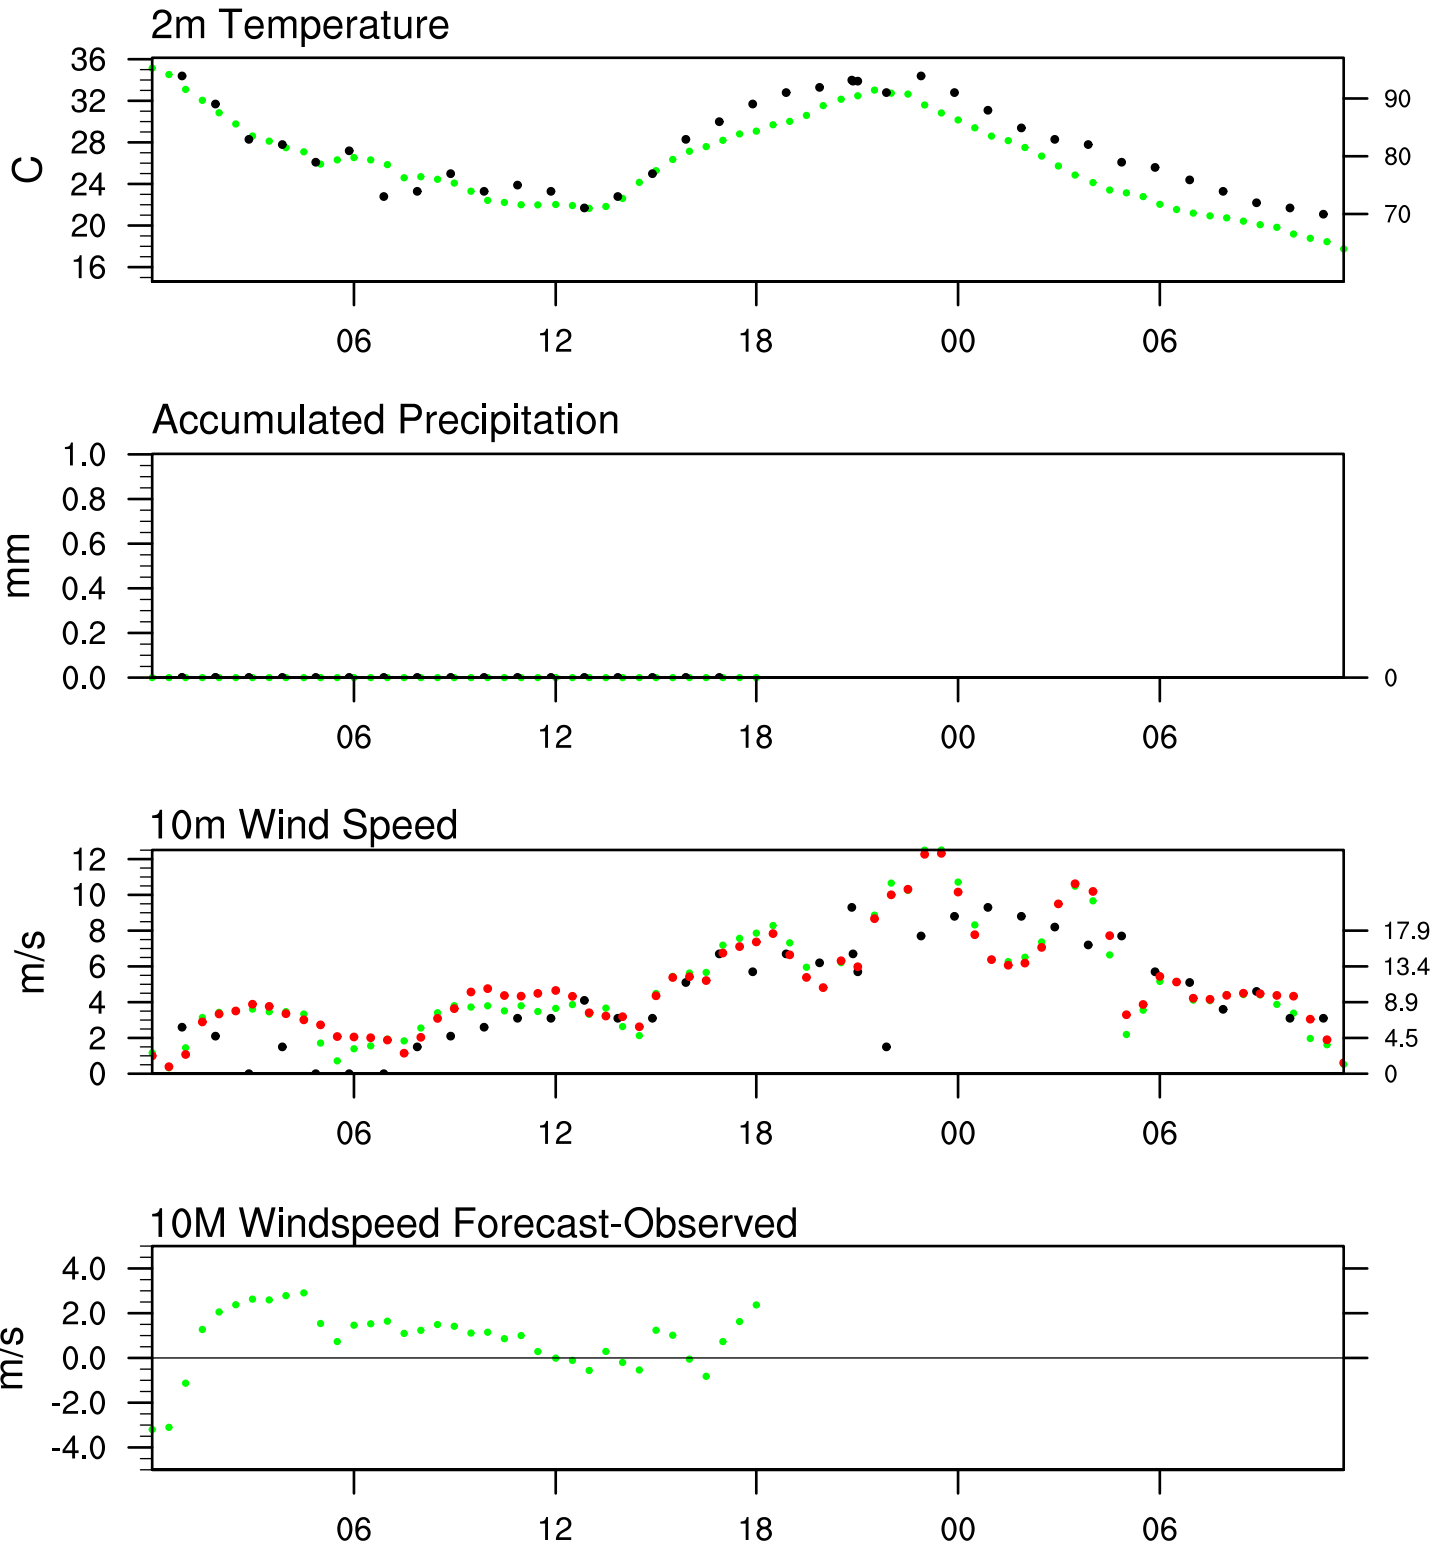 2m Temperature
36
32
28
24
20
16
C
90
80
70
06 12 18 00 06
Accumulated Precipitation
1.0
0.8
0.6
0.4
0.2
0.0
mm
0
06 12 18 00 06
10m Wind Speed
12
10
8
6
4
2
0
m/s
17.9
13.4
8.9
4.5
0
06 12 18 00 06
10M Windspeed Forecast-Observed
4.0
2.0
0.0
-2.0
-4.0
m/s
06 12 18 00 06